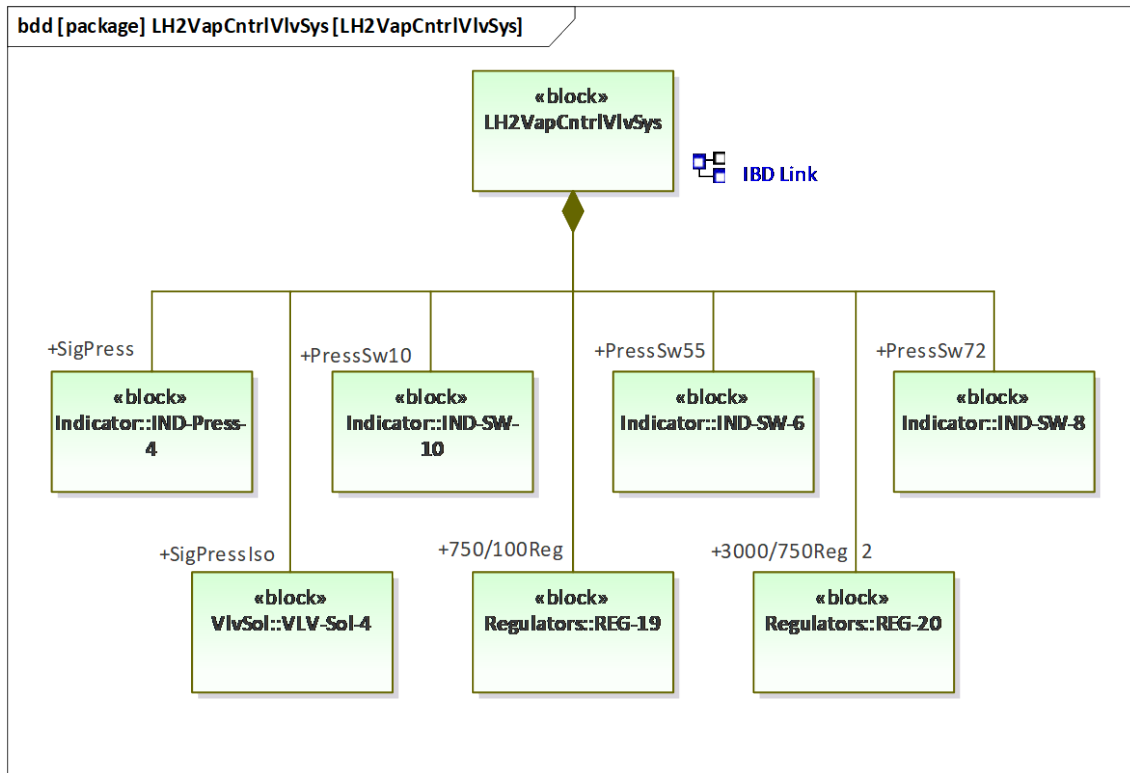 bdd [package] LH2VapCntrlVlvSys [LH2VapCntrlVlvSys]
«block»
LH2VapCntrlVlvSys
IBD Link
+SigPress
+PressSw10
+PressSw55
+PressSw72
«block»
Indicator::IND-Press-
4
«block»
Indicator::IND-SW-
10
«block»
Indicator::IND-SW-6
«block»
Indicator::IND-SW-8
+SigPressIso
+750/100Reg
+3000/750Reg 2
«block»
VlvSol::VLV-Sol-4
«block»
Regulators::REG-19
«block»
Regulators::REG-20